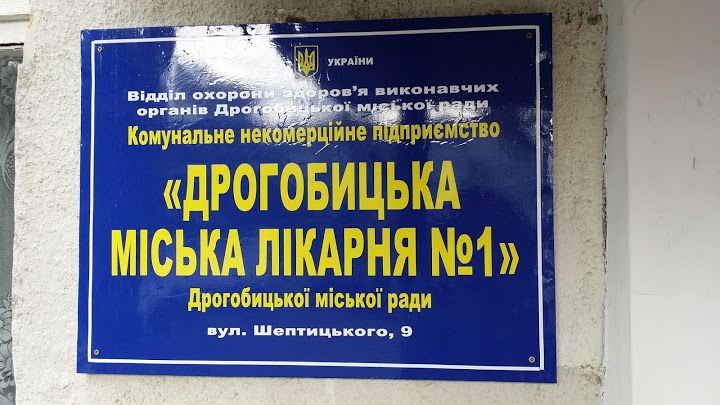 УКРАЇНИ
Відділ охорони здоров'я виконавчих
органів Дрогобицької міської ради
Комунальне некомерційне підприємство
«ДРОГОБИЦЬКА
МІСЬКА ЛІКАРНЯ №1»
Дрогобицької міської ради
вул. Шептицького, 9